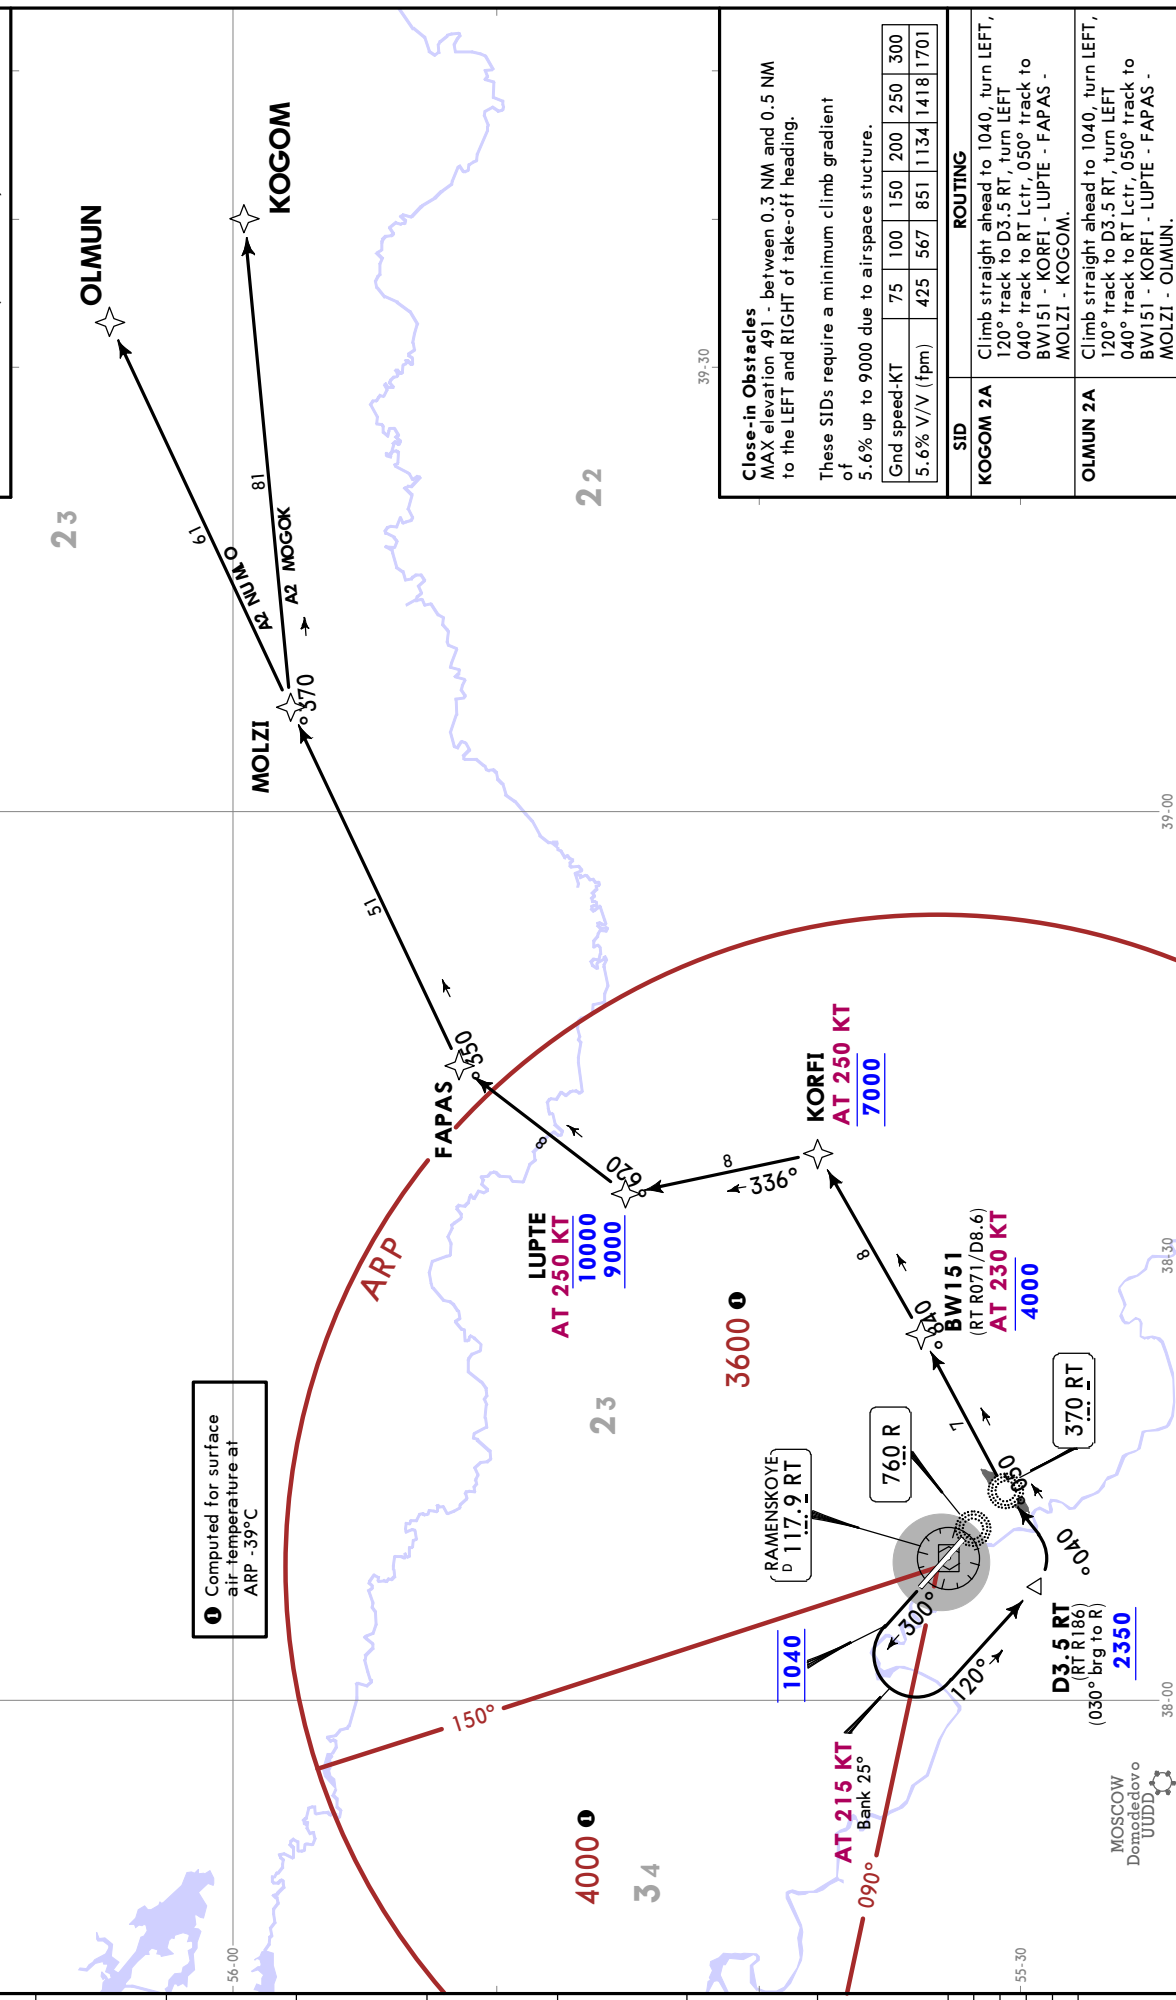 OLMUN
KOGOM
61
OLMUN 2A
81
KOGOM 2A
MOLZI
070°
51
23
22
39-30
39-00
38-30
38-00
56-00
55-30
FAPAS
055°
8
LUPTE
AT 250 KT
10000
9000
029°
8
336°
KORFI
AT 250 KT
7000
8
BW151
(RT R071/D8.6)
AT 230 KT
4000
048°
7
050°
370 RT
760 R
RAMENSKOYE
D 117.9 RT
040°
D3.5 RT
(RT R186)
(030° brg to R)
2350
120°
300°
1040
AT 215 KT
Bank 25°
MOSCOW
Domodedovo
UUDD
ARP
150°
090°
3600 1
23
4000 1
34
1 Computed for surface
air temperature at
ARP -39°C
Close-in Obstacles
MAX elevation 491 - between 0.3 NM and 0.5 NM
to the LEFT and RIGHT of take-off heading.
These SIDs require a minimum climb gradient
of
5.6% up to 9000 due to airspace stucture.
Gnd speed-KT 75 100 150 200 250 300
5.6% V/V (fpm) 425 567 851 1134 1418 1701
SID ROUTING
KOGOM 2A
Climb straight ahead to 1040, turn LEFT,
120° track to D3.5 RT, turn LEFT
040° track to RT Lctr, 050° track to
BW151 - KORFI - LUPTE - FAPAS -
MOLZI - KOGOM.
OLMUN 2A
Climb straight ahead to 1040, turn LEFT,
120° track to D3.5 RT, turn LEFT
040° track to RT Lctr, 050° track to
BW151 - KORFI - LUPTE - FAPAS -
MOLZI - OLMUN.